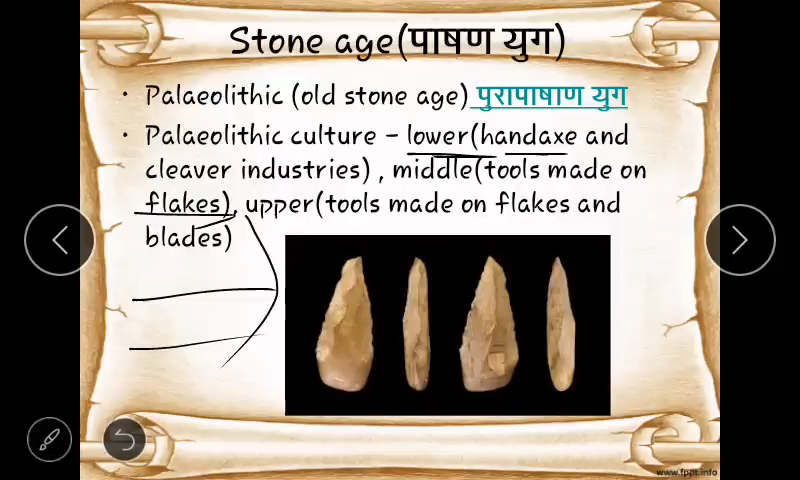 Stone age(पाषण युग)
• Palaeolithic (old stone age) पुरापाषाण युग
• Palaeolithic culture – lower(handaxe and
cleaver industries) , middle(tools made on
flakes), upper(tools made on flakes and
blades)
www.fppt.info